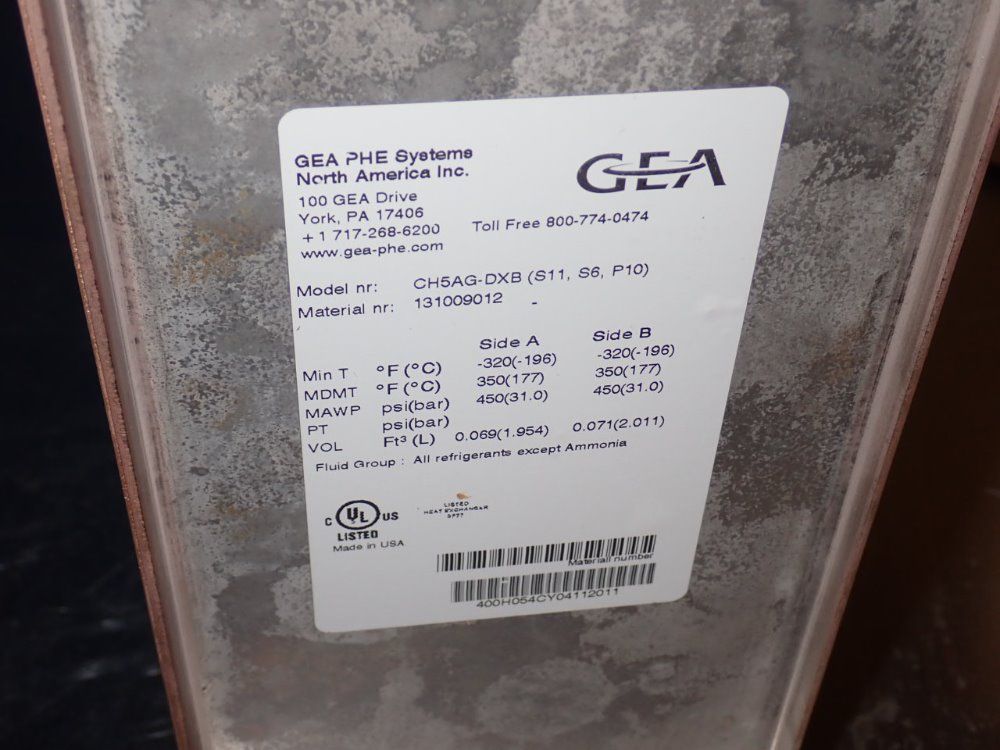 GEA PHE Systems
North America Inc.
GEA
100 GEA Drive
York, PA 17406
+1 717-268-6200 Toll Free 800-774-0474
www.gea-phe.com
Model nr: CH5AG-DXB (S11, S6, P10)
Material nr: 131009012 -
Side A Side B
Min T °F (°C) -320(-196) -320(-196)
MDMT °F (°C) 350(177) 350(177)
MAWP psi(bar) 450(31.0) 450(31.0)
PT psi(bar)
VOL Ft³ (L) 0.069(1.954) 0.071(2.011)
Fluid Group : All refrigerants except Ammonia
C UL US
LISTED
Made in USA
LISTED
HEAT EXCHANGER
Material number
400H054CY04112011